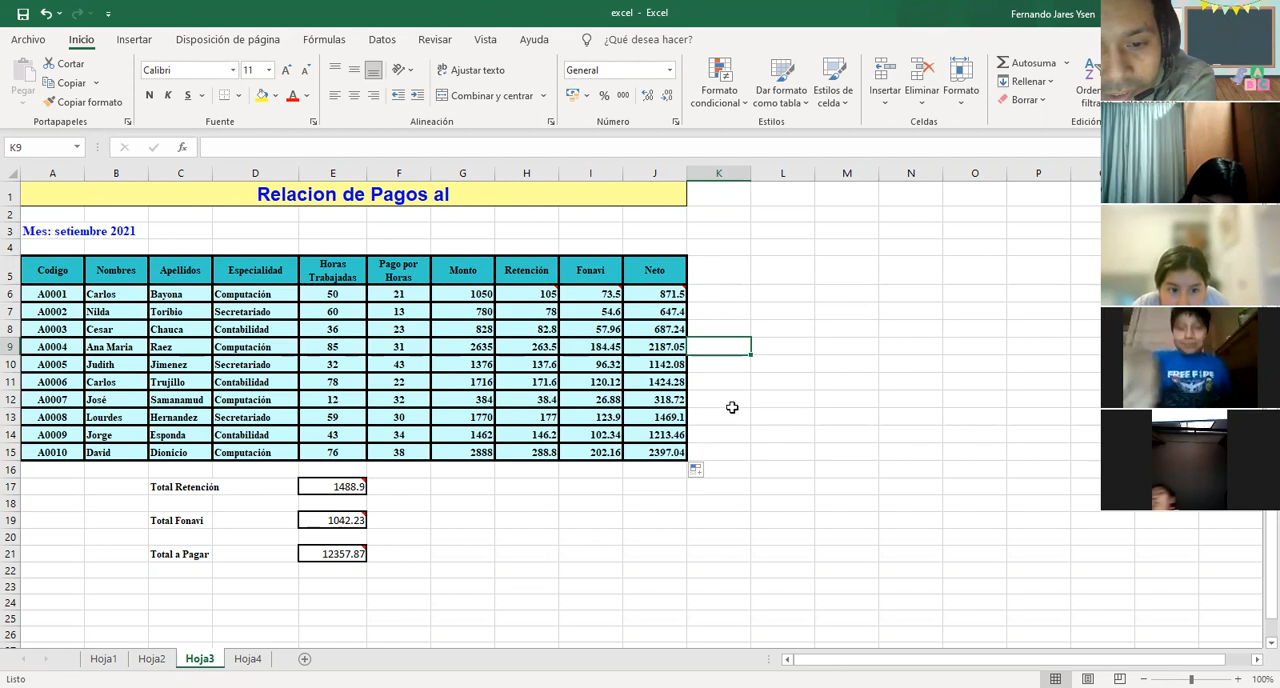 excel - Excel
Fernando Jares Ysen
Archivo Inicio Insertar Disposición de página Fórmulas Datos Revisar Vista Ayuda ¿Qué desea hacer?
Pegar
Cortar
Copiar
Copiar formato
Portapapeles
Calibri 11
N K S
Fuente
Ajustar texto
Combinar y centrar
Alineación
General
% 000
Número
Formato condicional
Dar formato como tabla
Estilos de celda
Estilos
Insertar Eliminar Formato
Celdas
Autosuma
Rellenar
Borrar
K9
A B C D E F G H I J K L M N O P
1 Relacion de Pagos al
2
3 Mes: setiembre 2021
4
5 Codigo Nombres Apellidos Especialidad Horas Trabajadas Pago por Horas Monto Retención Fonavi Neto
6 A0001 Carlos Bayona Computación 50 21 1050 105 73.5 871.5
7 A0002 Nilda Toribio Secretariado 60 13 780 78 54.6 647.4
8 A0003 Cesar Chauca Contabilidad 36 23 828 82.8 57.96 687.24
9 A0004 Ana Maria Raez Computación 85 31 2635 263.5 184.45 2187.05
10 A0005 Judith Jimenez Secretariado 32 43 1376 137.6 96.32 1142.08
11 A0006 Carlos Trujillo Contabilidad 78 22 1716 171.6 120.12 1424.28
12 A0007 José Samanamud Computación 12 32 384 38.4 26.88 318.72
13 A0008 Lourdes Hernandez Secretariado 59 30 1770 177 123.9 1469.1
14 A0009 Jorge Esponda Contabilidad 43 34 1462 146.2 102.34 1213.46
15 A0010 David Dionicio Computación 76 38 2888 288.8 202.16 2397.04
16
17 Total Retención 1488.9
18
19 Total Fonavi 1042.23
20
21 Total a Pagar 12357.87
22
23
24
25
26
Hoja1 Hoja2 Hoja3 Hoja4
Listo
100%